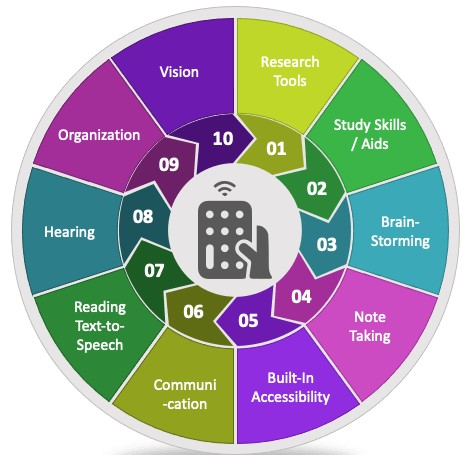 Research
Tools
01
Study Skills
/ Aids
02
Brain-
Storming
03
Note
Taking
04
Built-In
Accessibility
05
Communi
-cation
06
Reading
Text-to-
Speech
07
Hearing
08
Organization
09
Vision
10